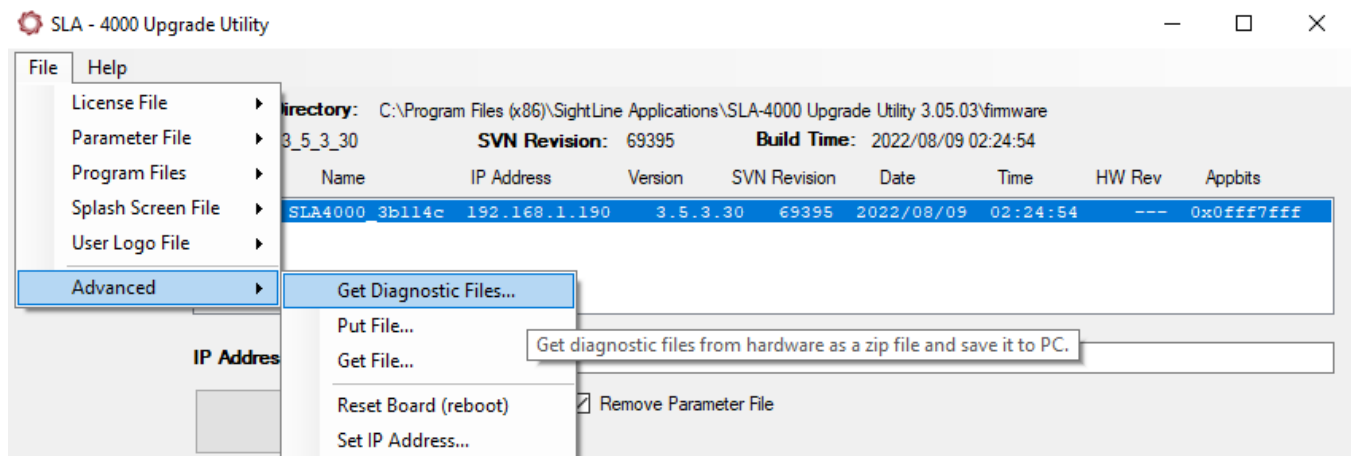 SLA - 4000 Upgrade Utility
File Help
License File
Parameter File
Program Files
Splash Screen File
User Logo File
Advanced
Directory: C:\Program Files (x86)\SightLine Applications\SLA-4000 Upgrade Utility 3.05.03\firmware
3_5_3_30 SVN Revision: 69395 Build Time: 2022/08/09 02:24:54
Name IP Address Version SVN Revision Date Time HW Rev Appbits
SLA4000_3b114c 192.168.1.190 3.5.3.30 69395 2022/08/09 02:24:54 --- 0x0fff7fff
Get Diagnostic Files...
Put File...
Get File...
Reset Board (reboot)
Set IP Address...
Get diagnostic files from hardware as a zip file and save it to PC.
IP Addres
Remove Parameter File